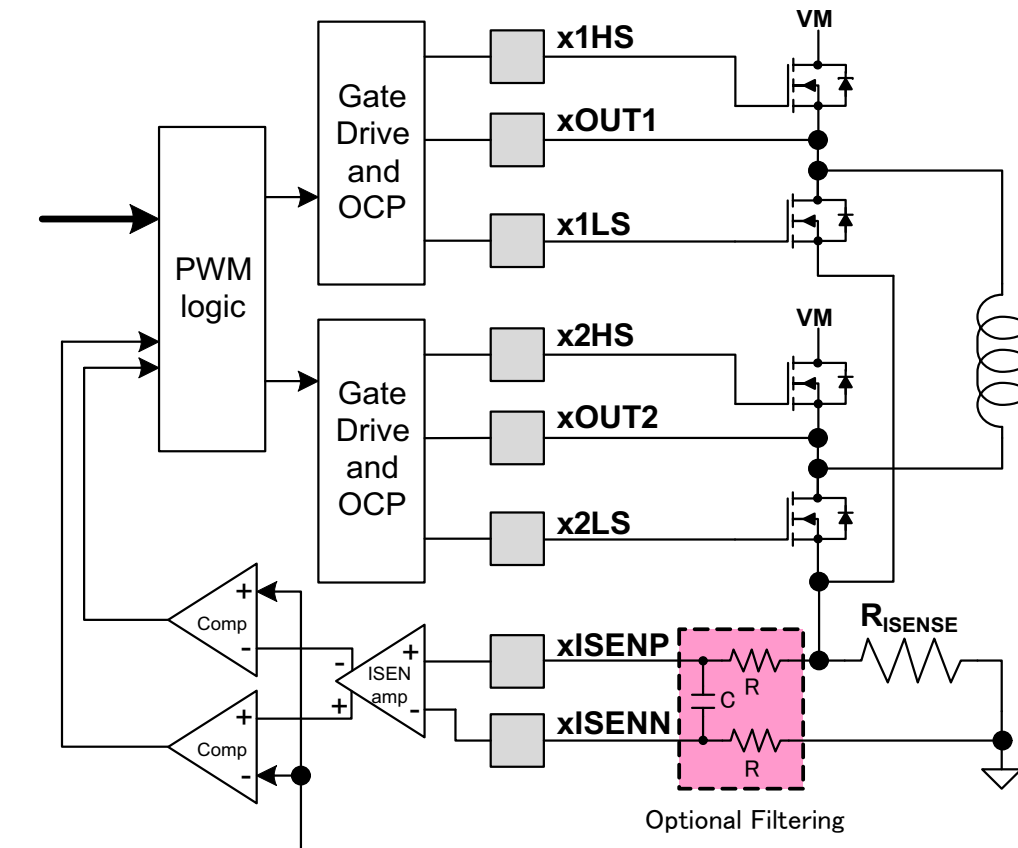 VM
x1HS
Gate
Drive
and
OCP
xOUT1
x1LS
PWM
logic
VM
x2HS
Gate
Drive
and
OCP
xOUT2
x2LS
+
Comp
-
RISENSE
xISENP
+
ISEN
amp
-
-
+
R
C
xISENN
R
+
Comp
-
Optional Filtering